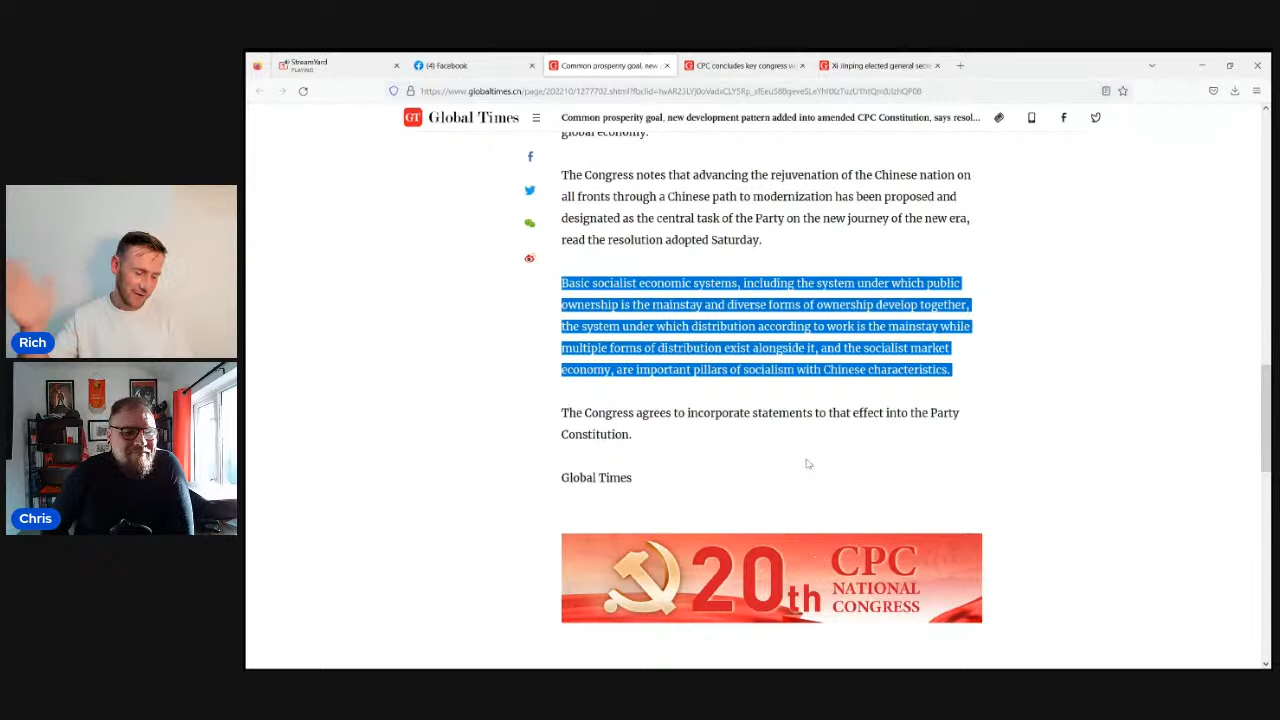 StreamYard
PLAYING
(4) Facebook
Common prosperity goal, new
CPC concludes key congress
Xi Jinping elected general secre
GT Global Times
Common prosperity goal, new development pattern added into amended CPC Constitution, says resol...
global economy.
The Congress notes that advancing the rejuvenation of the Chinese nation on
all fronts through a Chinese path to modernization has been proposed and
designated as the central task of the Party on the new journey of the new era,
read the resolution adopted Saturday.
Basic socialist economic systems, including the system under which public
ownership is the mainstay and diverse forms of ownership develop together,
the system under which distribution according to work is the mainstay while
multiple forms of distribution exist alongside it, and the socialist market
economy, are important pillars of socialism with Chinese characteristics.
The Congress agrees to incorporate statements to that effect into the Party
Constitution.
Global Times
20th
CPC
NATIONAL
CONGRESS
Rich
Chris